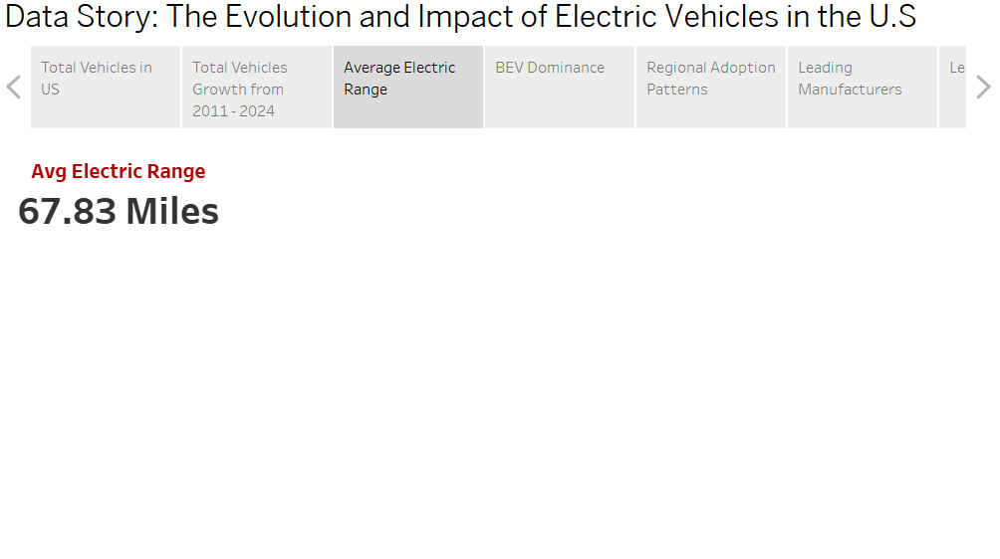 Data Story: The Evolution and Impact of Electric Vehicles in the U.S
Total Vehicles in
US
Total Vehicles
Growth from
2011 - 2024
Average Electric
Range
BEV Dominance
Regional Adoption
Patterns
Leading
Manufacturers
Le
Avg Electric Range
67.83 Miles